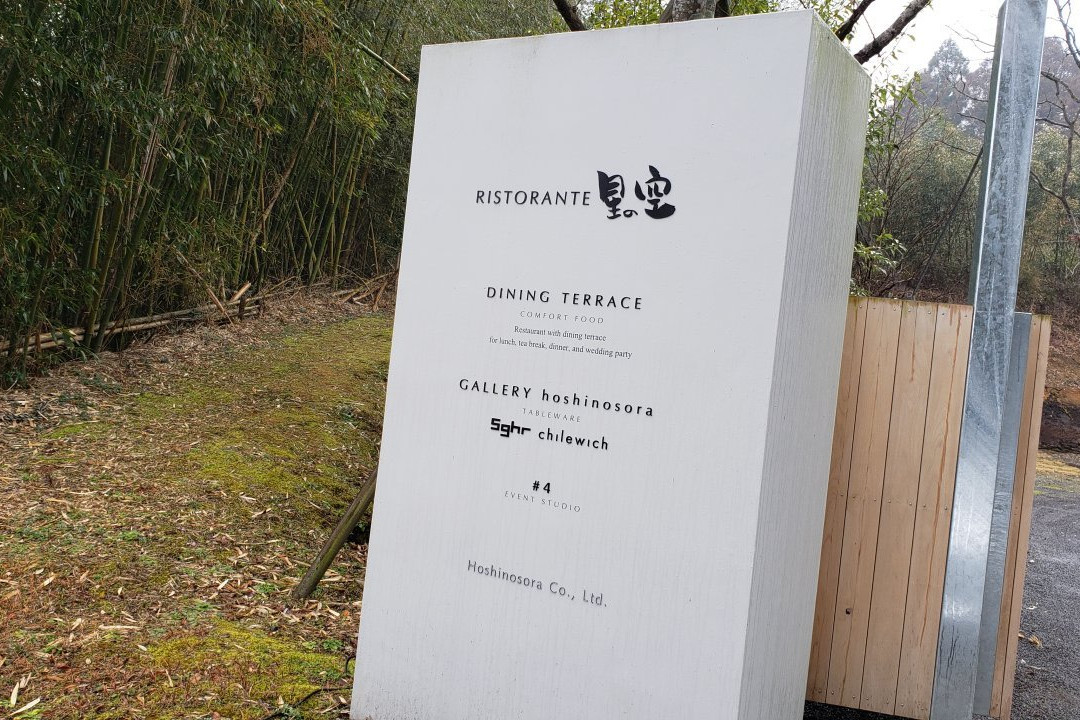 RISTORANTE 星の空
DINING TERRACE
COMFORT FOOD
Restaurant with dining terrace
for lunch, tea break, dinner, and wedding party
GALLERY hoshinosora
TABLEWARE
Sghr chilewich
#4
EVENT STUDIO
Hoshinosora Co., Ltd.